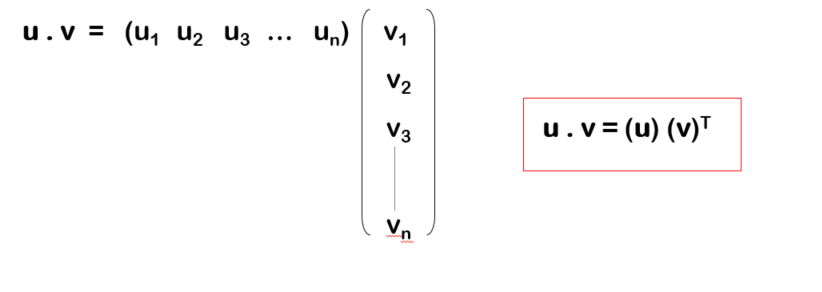 u . v = (u₁ u₂ u₃ ... uₙ) (v₁
v₂
v₃
vₙ)
u . v = (u) (v)ᵀ